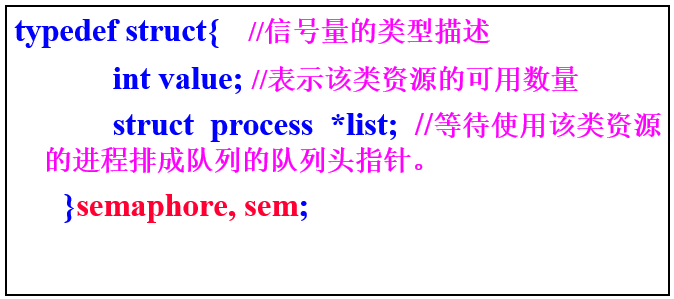 typedef struct{ //信号量的类型描述
int value; //表示该类资源的可用数量
struct process *list; //等待使用该类资源
的进程排成队列的队列头指针。
}semaphore, sem;